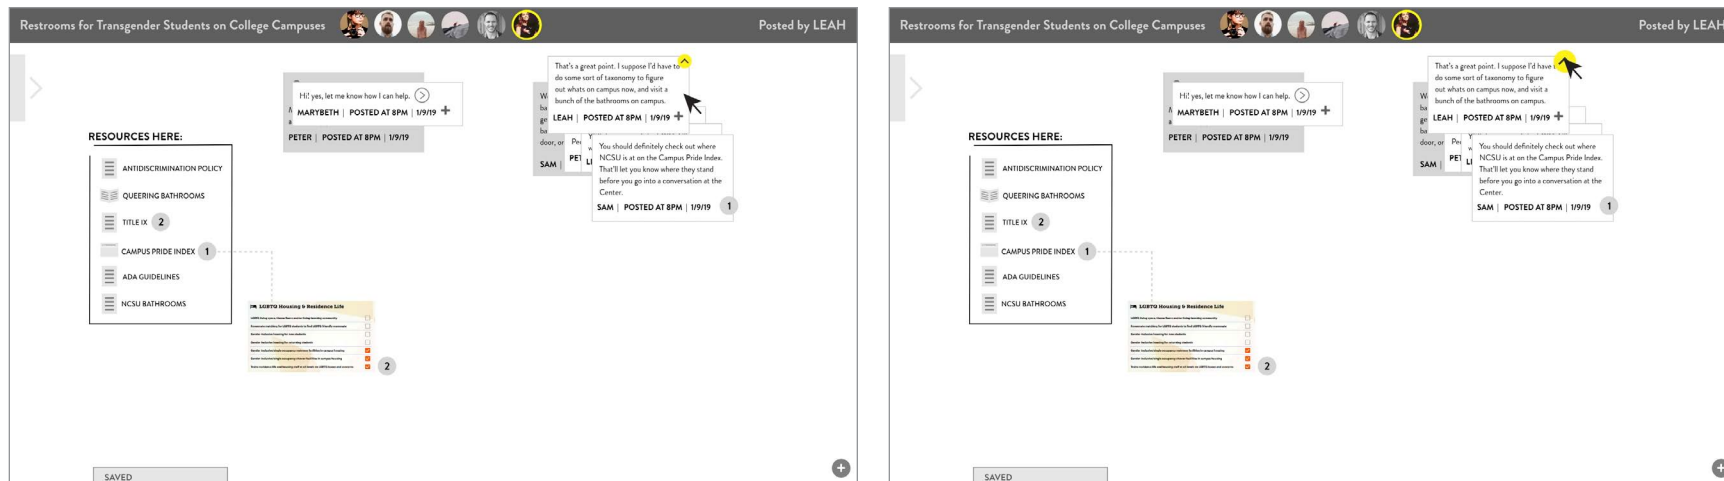 Restrooms for Transgender Students on College Campuses
Posted by LEAH
That's a great point. I suppose I'd have to
do some sort of taxonomy to figure
out whats on campus now, and visit a
bunch of the bathrooms on campus.
LEAH | POSTED AT 8PM | 1/9/19 +
Hi! yes, let me know how I can help.
MARYBETH | POSTED AT 8PM | 1/9/19 +
PETER | POSTED AT 8PM | 1/9/19
door, or
SAM |
You should definitely check out where
NCSU is at on the Campus Pride Index.
That'll let you know where they stand
before you go into a conversation at the
Center.
SAM | POSTED AT 8PM | 1/9/19 1
RESOURCES HERE:
ANTIDISCRIMINATION POLICY
QUEERING BATHROOMS
TITLE IX 2
CAMPUS PRIDE INDEX 1
ADA GUIDELINES
NCSU BATHROOMS
LGBTQ Housing & Residence Life
2
SAVED
+
Restrooms for Transgender Students on College Campuses
Posted by LEAH
That's a great point. I suppose I'd have
do some sort of taxonomy to figure
out whats on campus now, and visit a
bunch of the bathrooms on campus.
LEAH | POSTED AT 8PM | 1/9/19 +
Hi! yes, let me know how I can help.
MARYBETH | POSTED AT 8PM | 1/9/19 +
PETER | POSTED AT 8PM | 1/9/19
door, or
SAM |
You should definitely check out where
NCSU is at on the Campus Pride Index.
That'll let you know where they stand
before you go into a conversation at the
Center.
SAM | POSTED AT 8PM | 1/9/19 1
RESOURCES HERE:
ANTIDISCRIMINATION POLICY
QUEERING BATHROOMS
TITLE IX 2
CAMPUS PRIDE INDEX 1
ADA GUIDELINES
NCSU BATHROOMS
LGBTQ Housing & Residence Life
2
SAVED
+